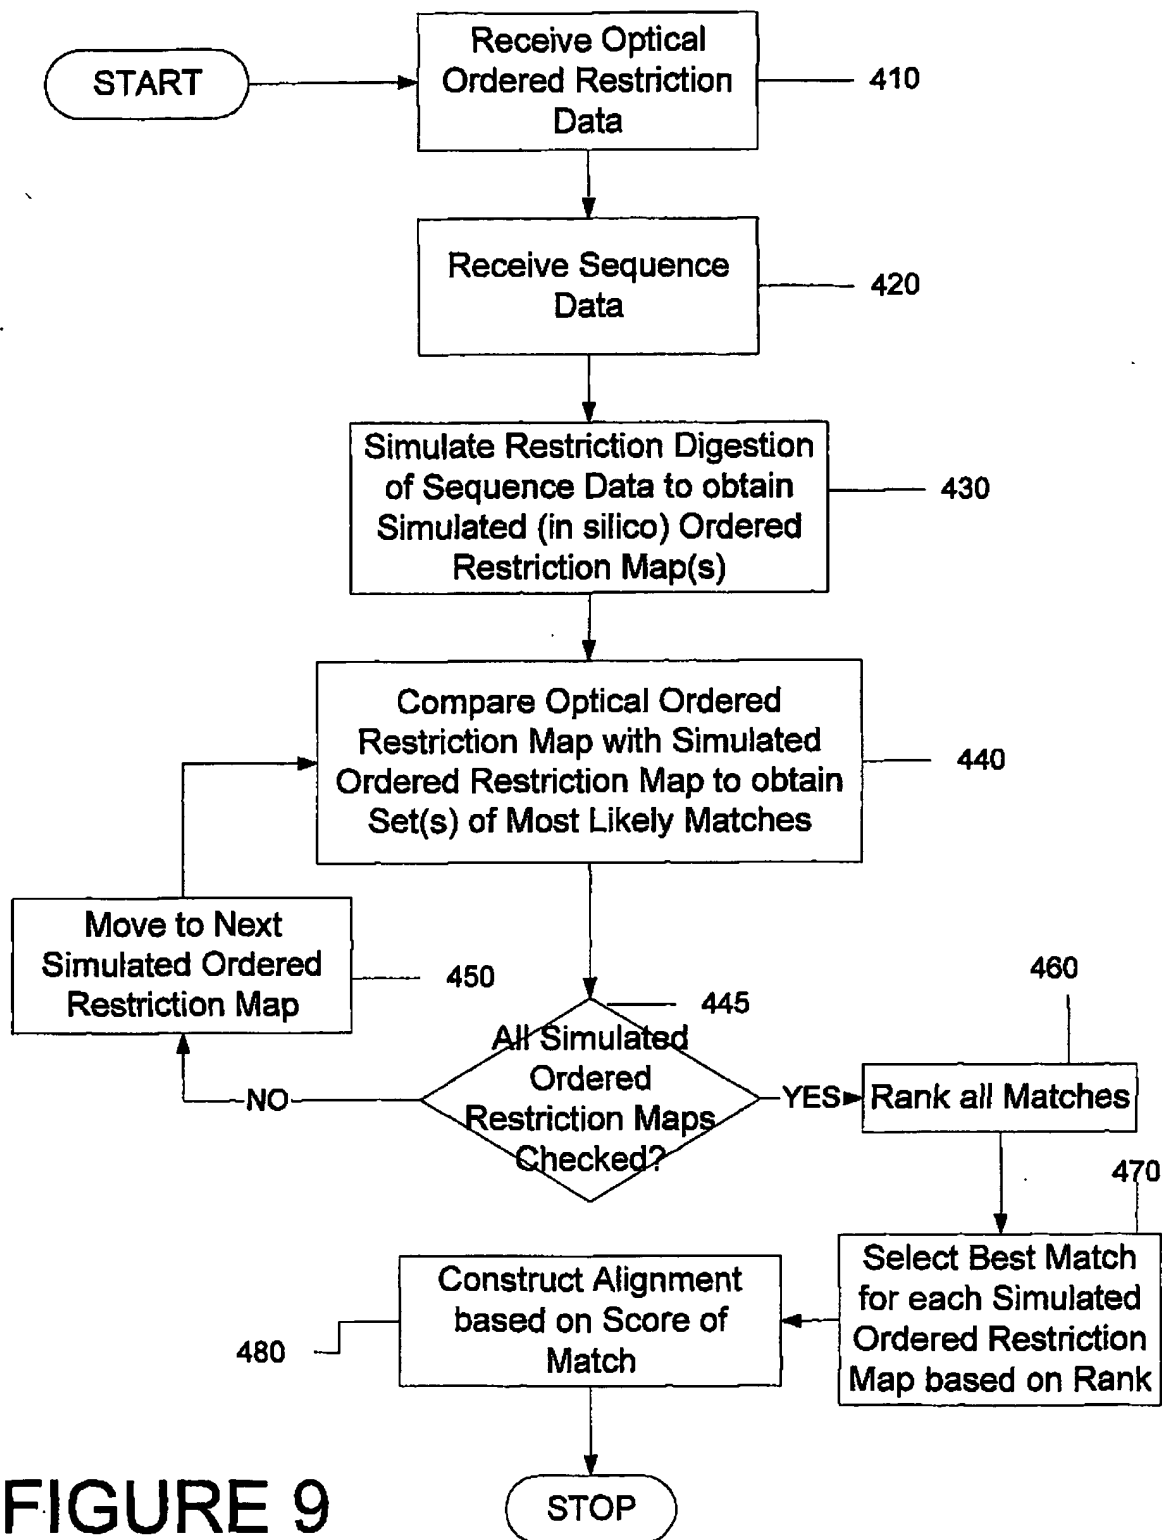 START
Receive Optical
Ordered Restriction
Data
410
Receive Sequence
Data
420
Simulate Restriction Digestion
of Sequence Data to obtain
Simulated (in silico) Ordered
Restriction Map(s)
430
Compare Optical Ordered
Restriction Map with Simulated
Ordered Restriction Map to obtain
Set(s) of Most Likely Matches
440
Move to Next
Simulated Ordered
Restriction Map
450
445
All Simulated
Ordered
Restriction Maps
Checked?
NO
YES
460
Rank all Matches
470
Select Best Match
for each Simulated
Ordered Restriction
Map based on Rank
Construct Alignment
based on Score of
Match
480
STOP
FIGURE 9